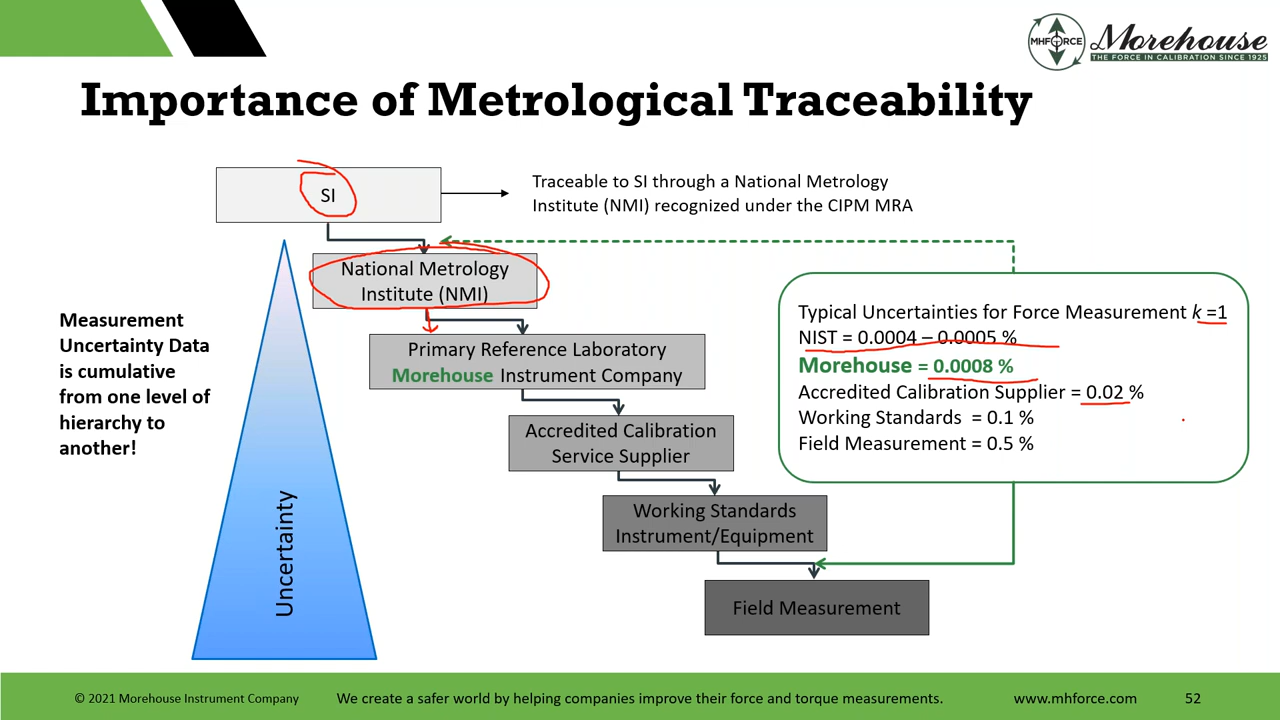 MHFORCE
Morehouse
THE FORCE IN CALIBRATION SINCE 1925
Importance of Metrological Traceability
SI
Traceable to SI through a National Metrology
Institute (NMI) recognized under the CIPM MRA
National Metrology
Institute (NMI)
Measurement
Uncertainty Data
is cumulative
from one level of
hierarchy to
another!
Uncertainty
Primary Reference Laboratory
Morehouse Instrument Company
Accredited Calibration
Service Supplier
Working Standards
Instrument/Equipment
Field Measurement
Typical Uncertainties for Force Measurement k =1
NIST = 0.0004 – 0.0005 %
Morehouse = 0.0008 %
Accredited Calibration Supplier = 0.02 %
Working Standards  = 0.1 %
Field Measurement = 0.5 %
© 2021 Morehouse Instrument Company
We create a safer world by helping companies improve their force and torque measurements.
www.mhforce.com
52